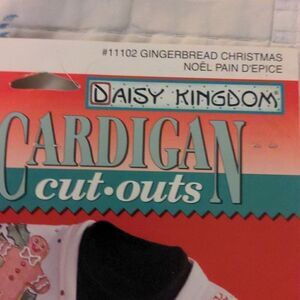 #11102 GINGERBREAD CHRISTMAS
NOËL PAIN D'EPICE
DAISY KINGDOM
CARDIGAN
cut·outs